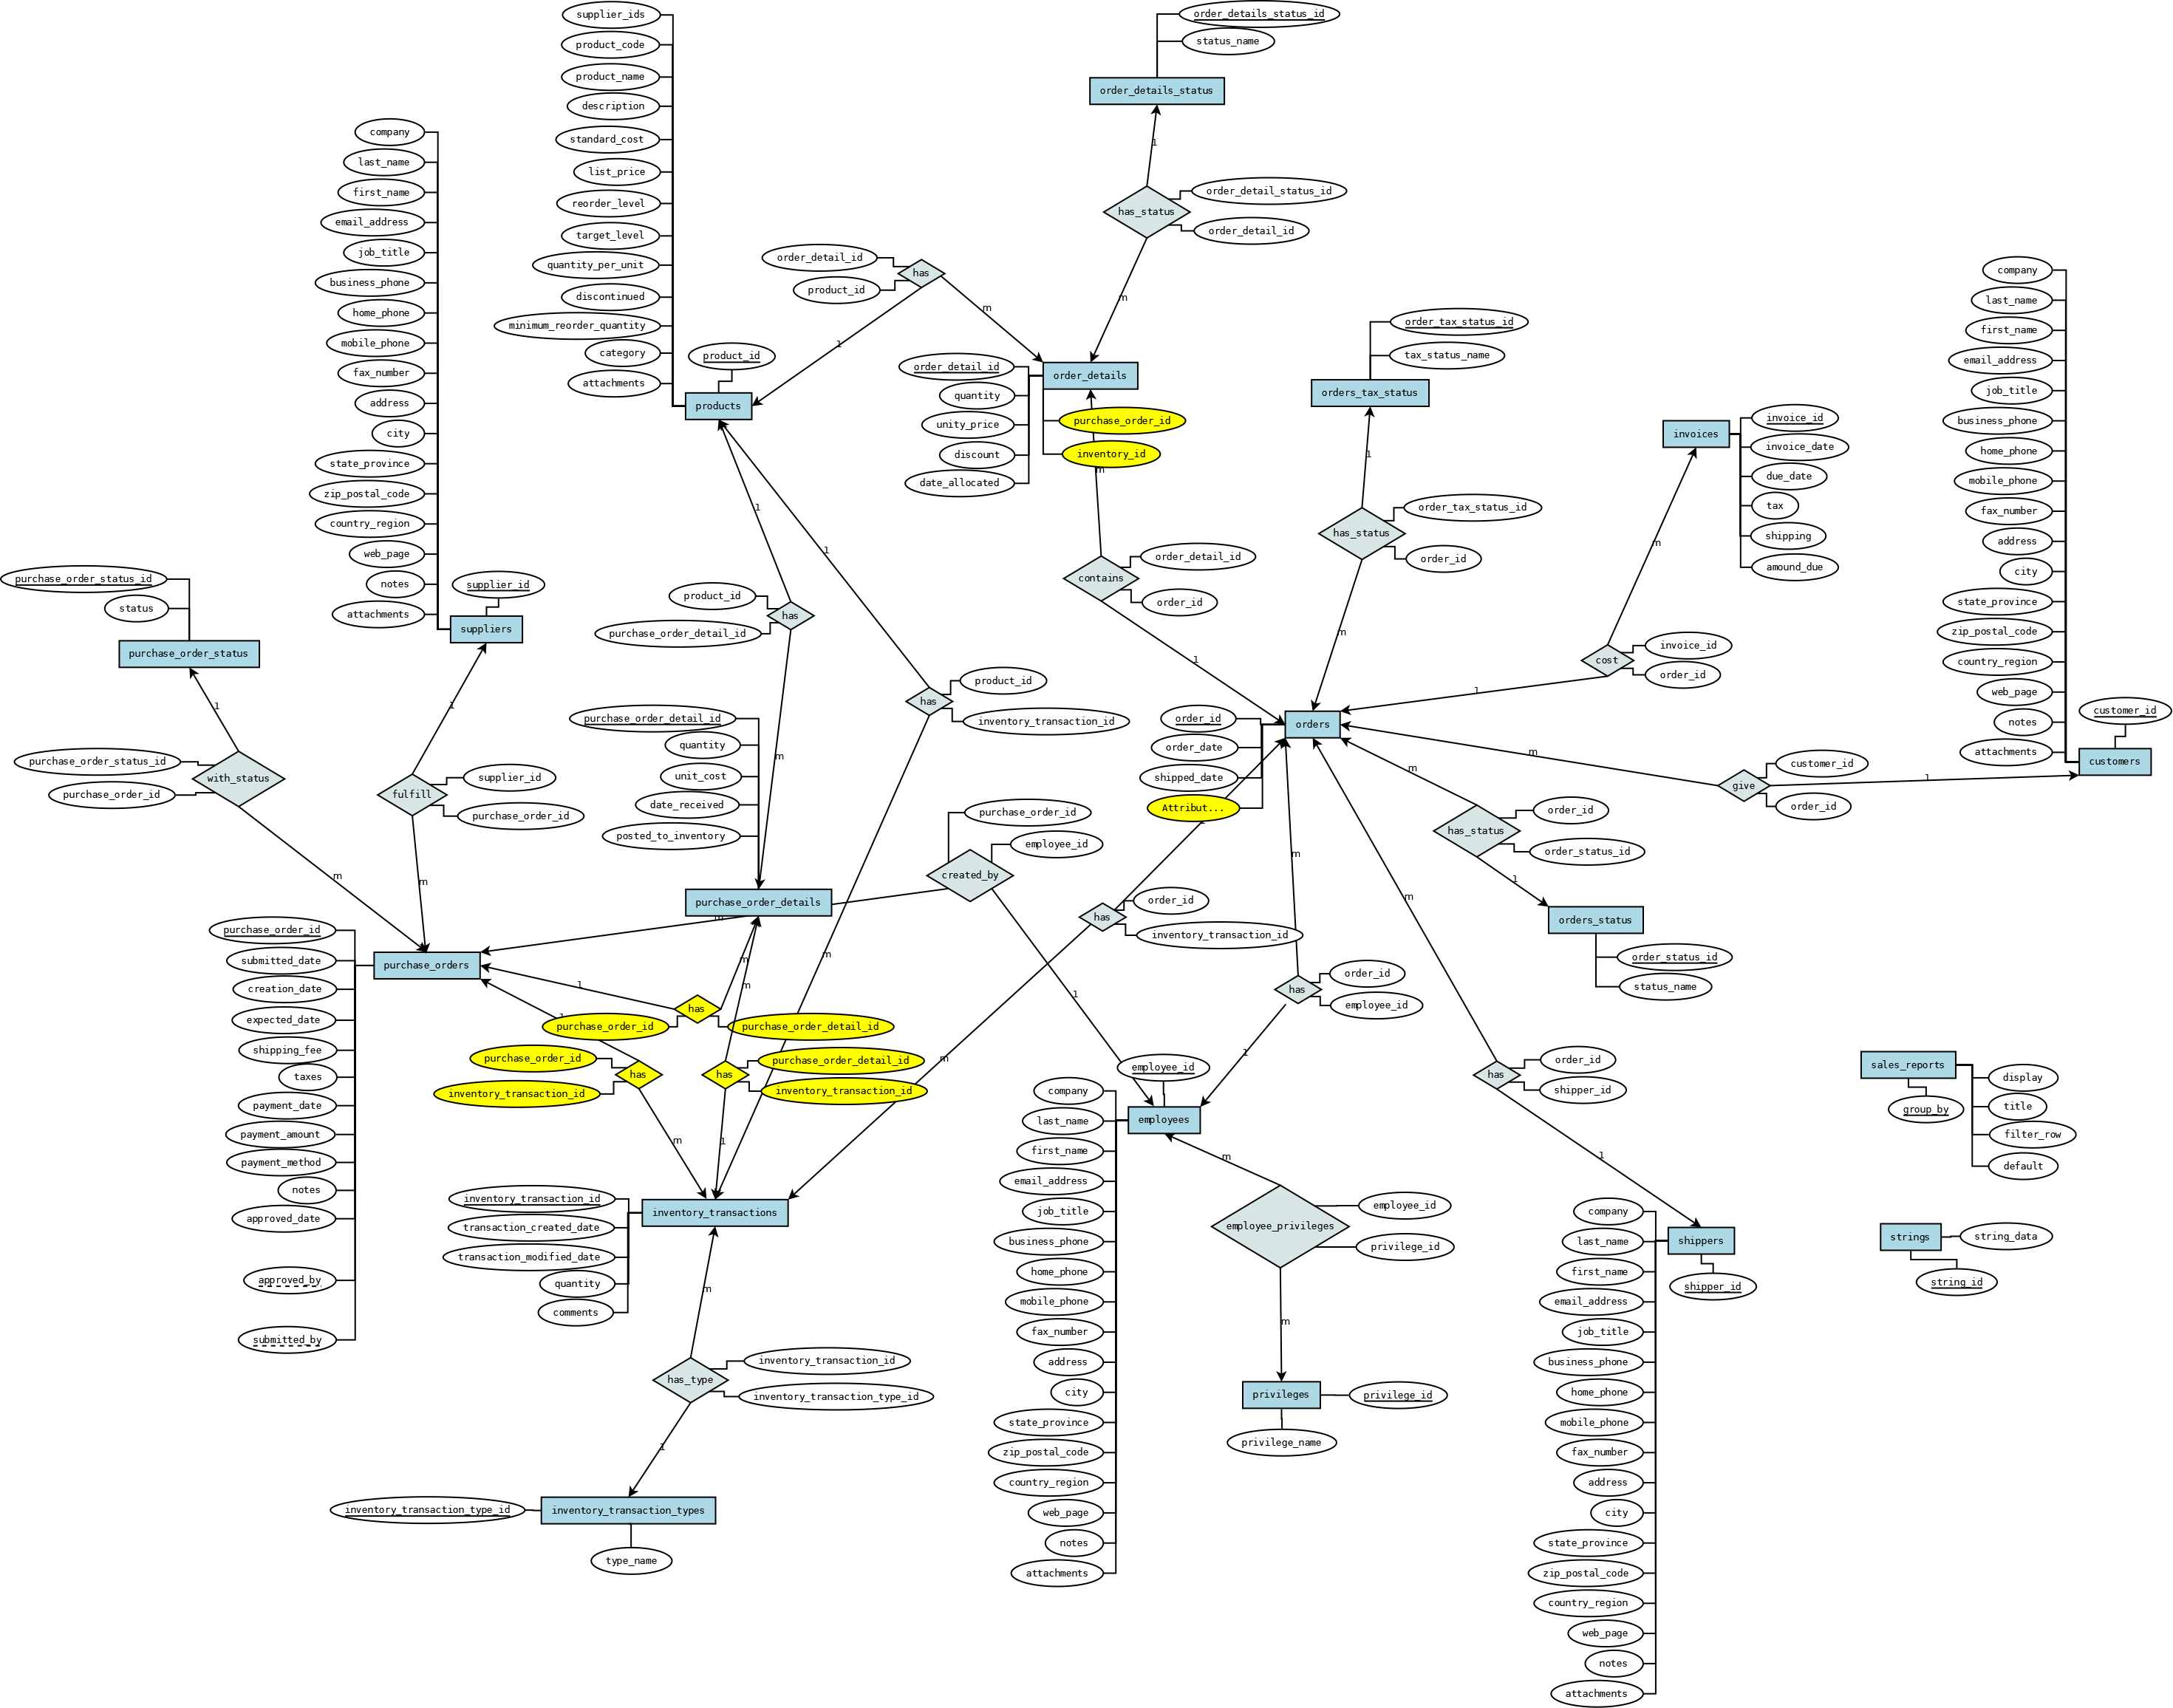 supplier_ids
product_code
product_name
description
standard_cost
list_price
reorder_level
target_level
quantity_per_unit
discontinued
minimum_reorder_quantity
category
attachments
product_id
products
order_details_status_id
status_name
order_details_status
1
has_status
order_detail_status_id
order_detail_id
m
order_detail_id
product_id
has
m
1
company
last_name
first_name
email_address
job_title
business_phone
home_phone
mobile_phone
fax_number
address
city
state_province
zip_postal_code
country_region
web_page
notes
attachments
supplier_id
suppliers
order_detail_id
quantity
unity_price
discount
date_allocated
order_details
purchase_order_id
inventory_id
m
order_tax_status_id
tax_status_name
orders_tax_status
1
has_status
order_tax_status_id
order_id
m
invoices
invoice_id
invoice_date
due_date
tax
shipping
amound_due
m
cost
invoice_id
order_id
1
company
last_name
first_name
email_address
job_title
business_phone
home_phone
mobile_phone
fax_number
address
city
state_province
zip_postal_code
country_region
web_page
notes
attachments
customer_id
customers
purchase_order_status_id
status
purchase_order_status
1
purchase_order_status_id
purchase_order_id
with_status
m
1
fulfill
supplier_id
purchase_order_id
m
1
product_id
purchase_order_detail_id
has
m
1
has
product_id
inventory_transaction_id
m
contains
order_detail_id
order_id
1
order_id
order_date
shipped_date
Attribut...
orders
m
give
customer_id
order_id
1
m
has_status
order_id
order_status_id
1
orders_status
order_status_id
status_name
purchase_order_detail_id
quantity
unit_cost
date_received
posted_to_inventory
purchase_order_details
purchase_order_id
employee_id
created_by
m
1
has
order_id
inventory_transaction_id
m
m
has
order_id
employee_id
1
m
has
order_id
shipper_id
1
purchase_order_id
submitted_date
creation_date
expected_date
shipping_fee
taxes
payment_date
payment_amount
payment_method
notes
approved_date
approved_by
submitted_by
purchase_orders
1
has
m
purchase_order_id
purchase_order_detail_id
m
purchase_order_id
inventory_transaction_id
has
m
has
purchase_order_detail_id
inventory_transaction_id
1
inventory_transaction_id
transaction_created_date
transaction_modified_date
quantity
comments
inventory_transactions
m
has_type
inventory_transaction_id
inventory_transaction_type_id
1
inventory_transaction_type_id
inventory_transaction_types
type_name
employee_id
employees
company
last_name
first_name
email_address
job_title
business_phone
home_phone
mobile_phone
fax_number
address
city
state_province
zip_postal_code
country_region
web_page
notes
attachments
m
employee_privileges
employee_id
privilege_id
m
privileges
privilege_id
privilege_name
shippers
shipper_id
company
last_name
first_name
email_address
job_title
business_phone
home_phone
mobile_phone
fax_number
address
city
state_province
zip_postal_code
country_region
web_page
notes
attachments
sales_reports
group_by
display
title
filter_row
default
strings
string_data
string_id